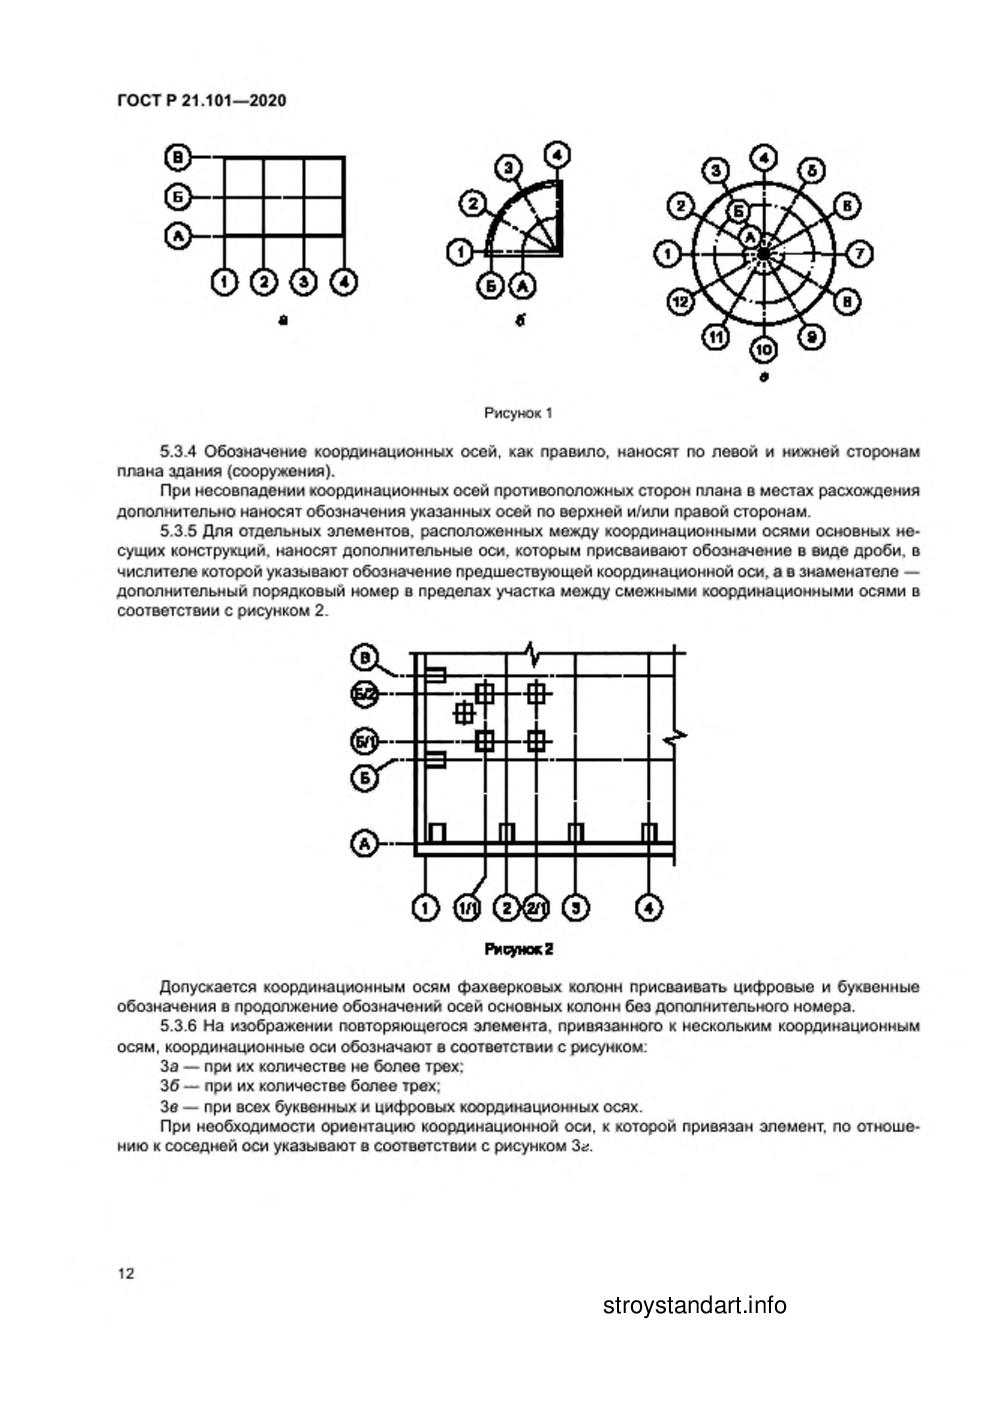 ГОСТ Р 21.101—2020
В
Б
А
1 2 3 4
а
4
3
2
1
Б А
б
4
3 5
2 Б 6
А
1 7
12 8
11 9
10
в
Рисунок 1
5.3.4 Обозначение координационных осей, как правило, наносят по левой и нижней сторонам
плана здания (сооружения).
При несовпадении координационных осей противоположных сторон плана в местах расхождения
дополнительно наносят обозначения указанных осей по верхней и/или правой сторонам.
5.3.5 Для отдельных элементов, расположенных между координационными осями основных не-
сущих конструкций, наносят дополнительные оси, которым присваивают обозначение в виде дроби, в
числителе которой указывают обозначение предшествующей координационной оси, а в знаменателе —
дополнительный порядковый номер в пределах участка между смежными координационными осями в
соответствии с рисунком 2.
В
Б/2
Б/1
Б
А
1 1/1 2 2/1 3 4
Рисунок 2
Допускается координационным осям фахверковых колонн присваивать цифровые и буквенные
обозначения в продолжение обозначений осей основных колонн без дополнительного номера.
5.3.6 На изображении повторяющегося элемента, привязанного к нескольким координационным
осям, координационные оси обозначают в соответствии с рисунком:
3а — при их количестве не более трех;
3б — при их количестве более трех;
3в — при всех буквенных и цифровых координационных осях.
При необходимости ориентацию координационной оси, к которой привязан элемент, по отноше-
нию к соседней оси указывают в соответствии с рисунком 3г.
12
stroystandart.info